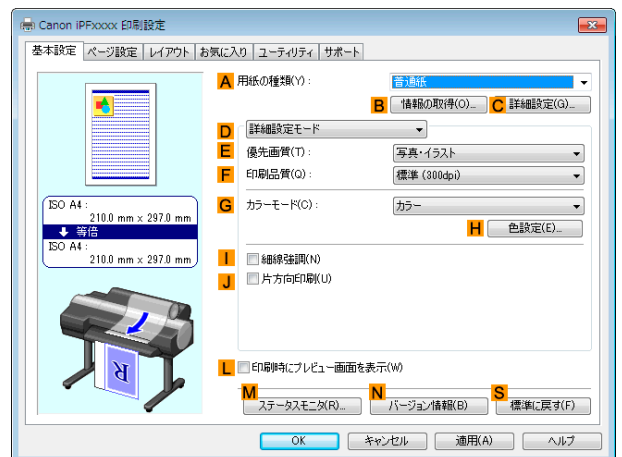 Canon iPFxxxx 印刷設定
基本設定 ページ設定 レイアウト お気に入り ユーティリティ サポート
A 用紙の種類(Y) : 普通紙
B 情報の取得(O)... C 詳細設定(G)...
D 詳細設定モード
E 優先画質(T) : 写真・イラスト
F 印刷品質(Q) : 標準 (300dpi)
ISO A4 :
210.0 mm x 297.0 mm
等倍
ISO A4 :
210.0 mm x 297.0 mm
G カラーモード(C) : カラー
H 色設定(E)...
I 細線強調(N)
J 片方向印刷(U)
R
L 印刷時にプレビュー画面を表示(W)
M ステータスモニタ(R)... N バージョン情報(B) S 標準に戻す(F)
OK キャンセル 適用(A) ヘルプ